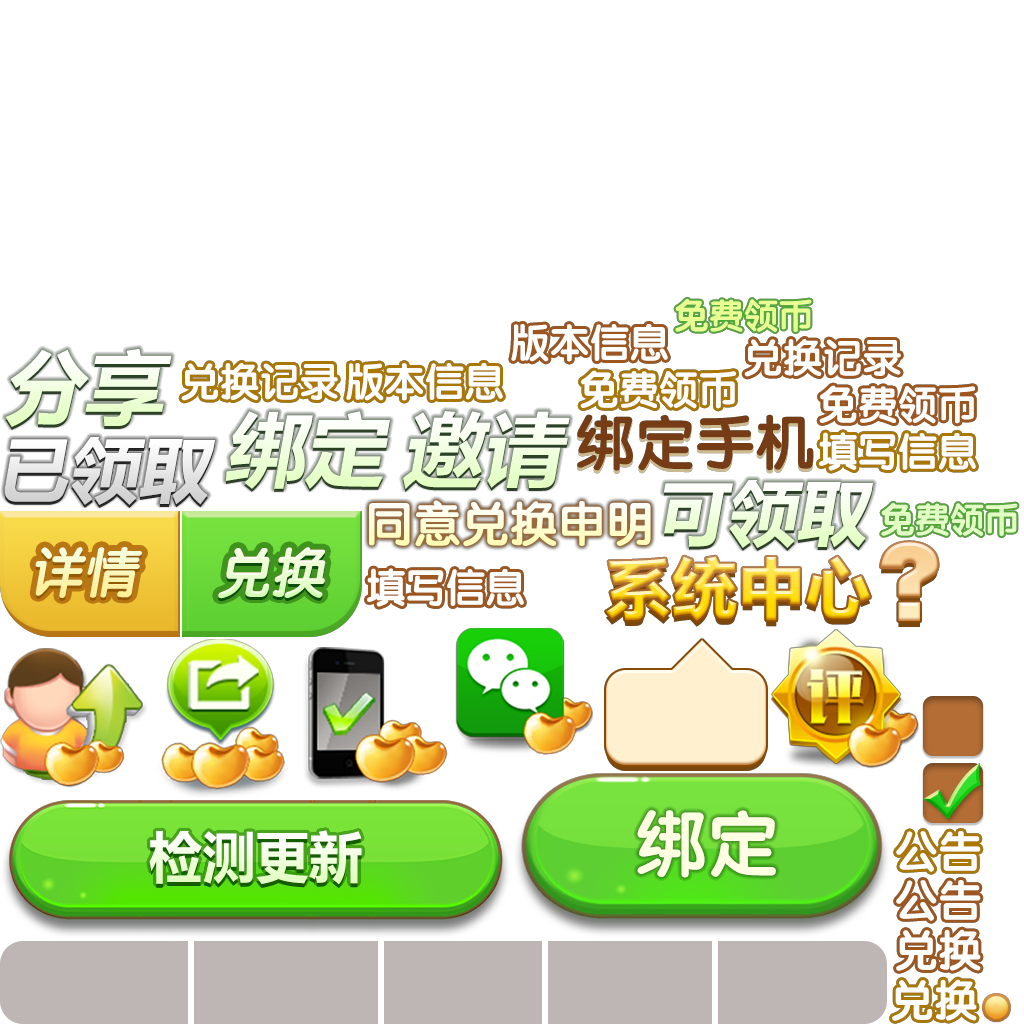 免费领币
版本信息
兑换记录
分享
兑换记录
版本信息
免费领币
免费领币
已领取
绑定
邀请
绑定手机
填写信息
同意兑换申明
可领取
免费领币
详情
兑换
填写信息
系统中心
?
评
检测更新
绑定
公告
公告
兑换
兑换